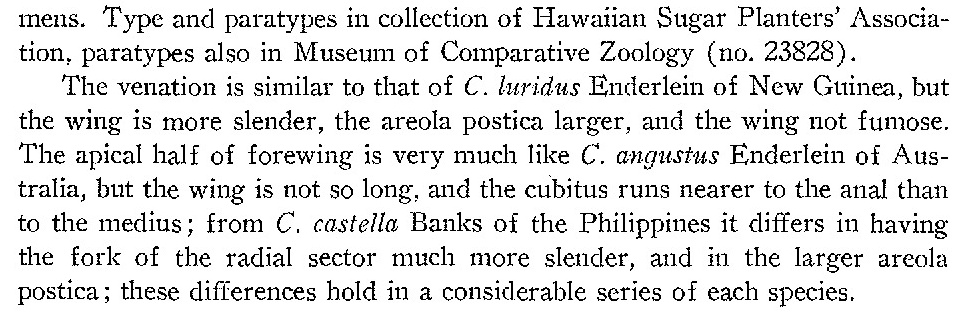 mens. Type and paratypes in collection of Hawaiian Sugar Planters' Associa-
tion, paratypes also in Museum of Comparative Zoology (no. 23828).
The venation is similar to that of C. luridus Enderlein of New Guinea, but
the wing is more slender, the areola postica larger, and the wing not fumose.
The apical half of forewing is very much like C. angustus Enderlein of Aus-
tralia, but the wing is not so long, and the cubitus runs nearer to the anal than
to the medius; from C. castella Banks of the Philippines it differs in having
the fork of the radial sector much more slender, and in the larger areola
postica; these differences hold in a considerable series of each species.